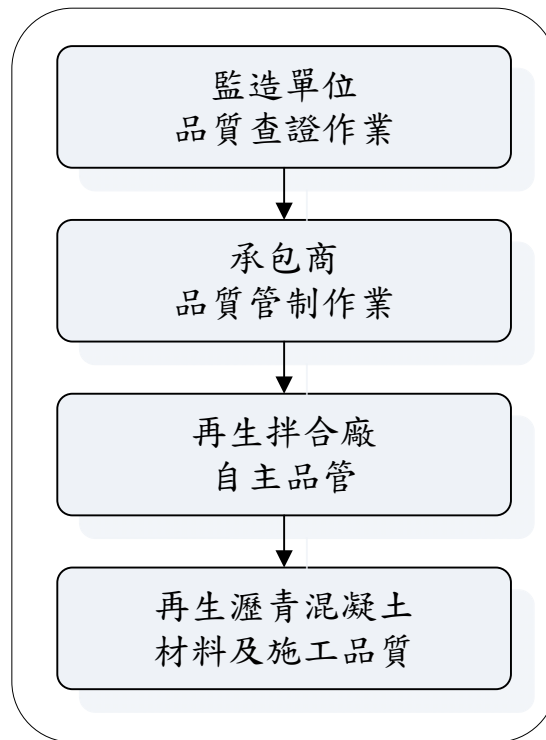 監造單位
品質查證作業
承包商
品質管制作業
再生拌合廠
自主品管
再生瀝青混凝土
材料及施工品質